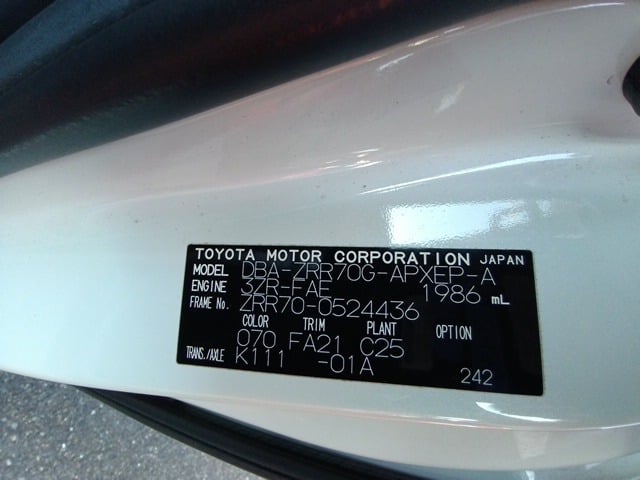 TOYOTA MOTOR CORPORATION JAPAN
MODEL DBA-ZRR70G-APXEP-A
ENGINE 3ZR-FAE 1986 mL
FRAME No. ZRR70-0524436
COLOR TRIM PLANT OPTION
070 FA21 C25
TRANS./AXLE K111 -01A
242